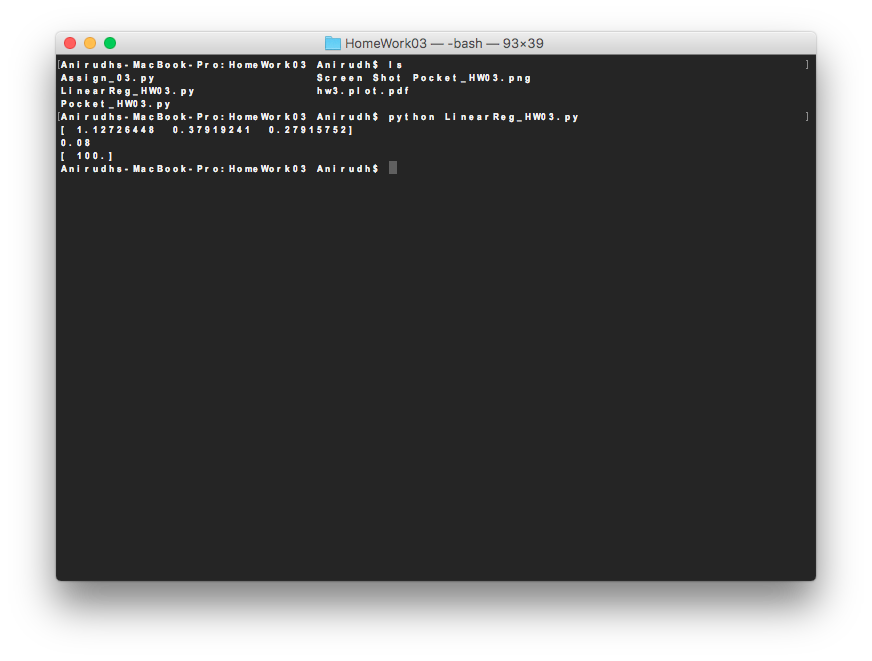 HomeWork03 — -bash — 93×39
[Anirudhs-MacBook-Pro:HomeWork03 Anirudh$ ls ]
Assign_03.py Screen Shot Pocket_HW03.png
LinearReg_HW03.py hw3.plot.pdf
Pocket_HW03.py
[Anirudhs-MacBook-Pro:HomeWork03 Anirudh$ python LinearReg_HW03.py ]
[ 1.12726448 0.37919241 0.27915752]
0.08
[ 100.]
Anirudhs-MacBook-Pro:HomeWork03 Anirudh$